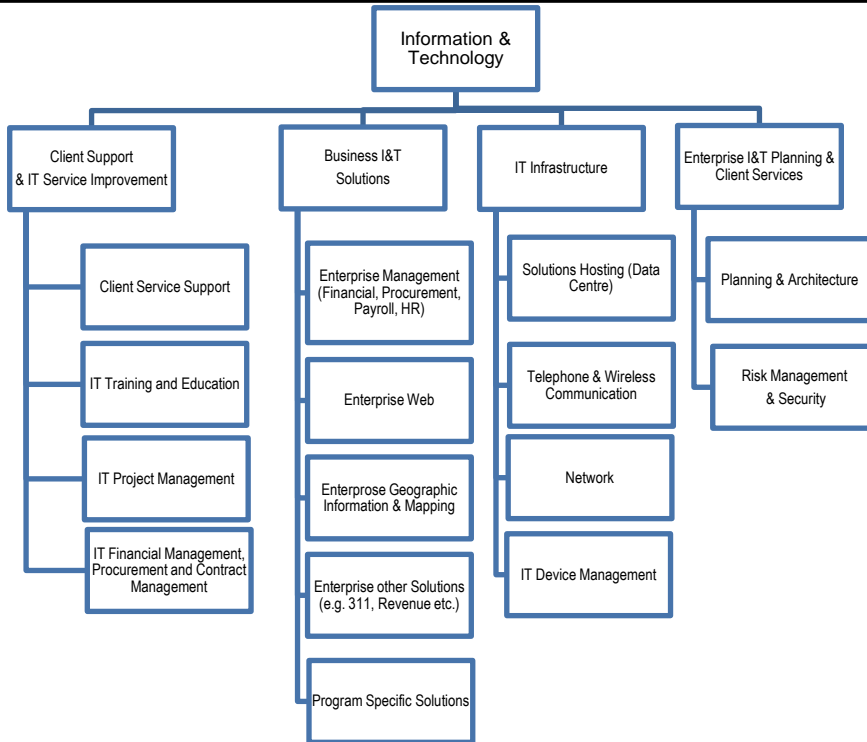 Information &
Technology
Client Support
& IT Service Improvement
Business I&T
Solutions
IT Infrastructure
Enterprise I&T Planning &
Client Services
Client Service Support
IT Training and Education
IT Project Management
IT Financial Management,
Procurement and Contract
Management
Enterprise Management
(Financial, Procurement,
Payroll, HR)
Enterprise Web
Enterprose Geographic
Information & Mapping
Enterprise other Solutions
(e.g. 311, Revenue etc.)
Program Specific Solutions
Solutions Hosting (Data
Centre)
Telephone & Wireless
Communication
Network
IT Device Management
Planning & Architecture
Risk Management
& Security